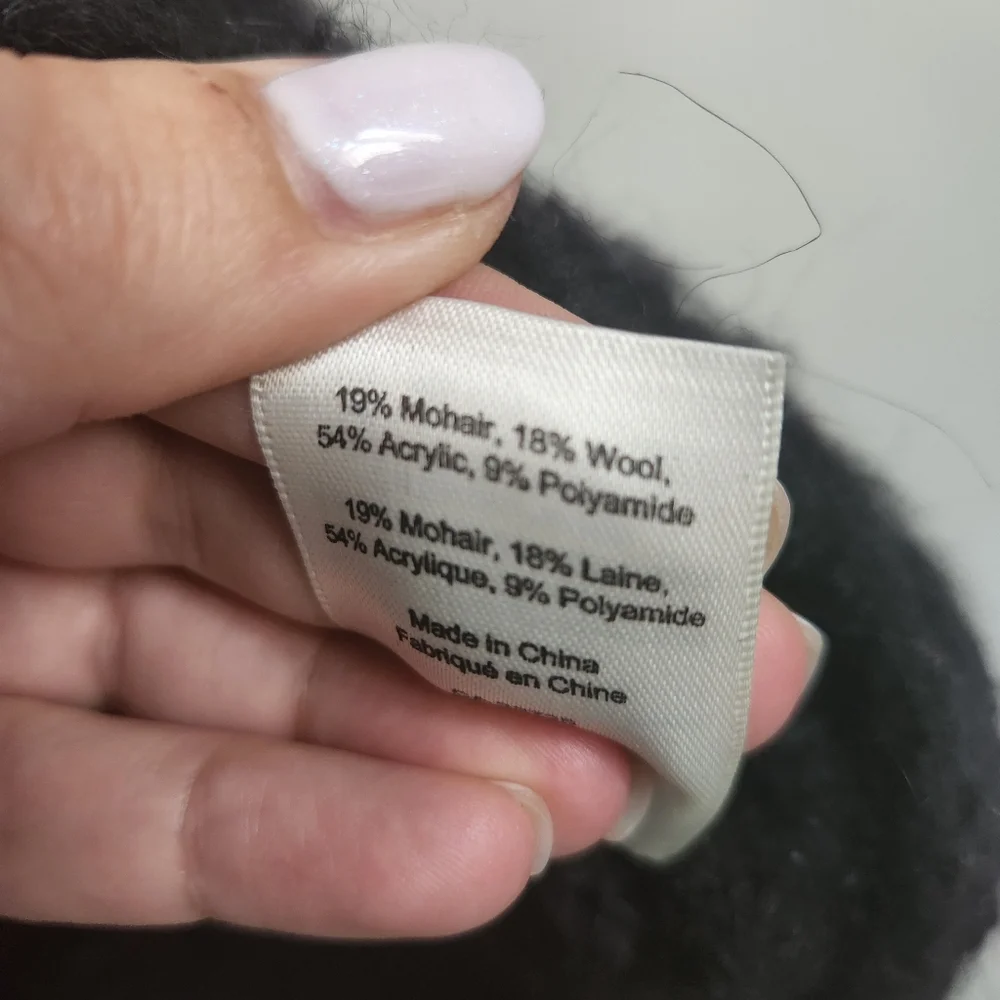 19% Mohair, 18% Wool,
54% Acrylic, 9% Polyamide
19% Mohair, 18% Laine,
54% Acrylique, 9% Polyamide
Made in China
Fabriqué en Chine